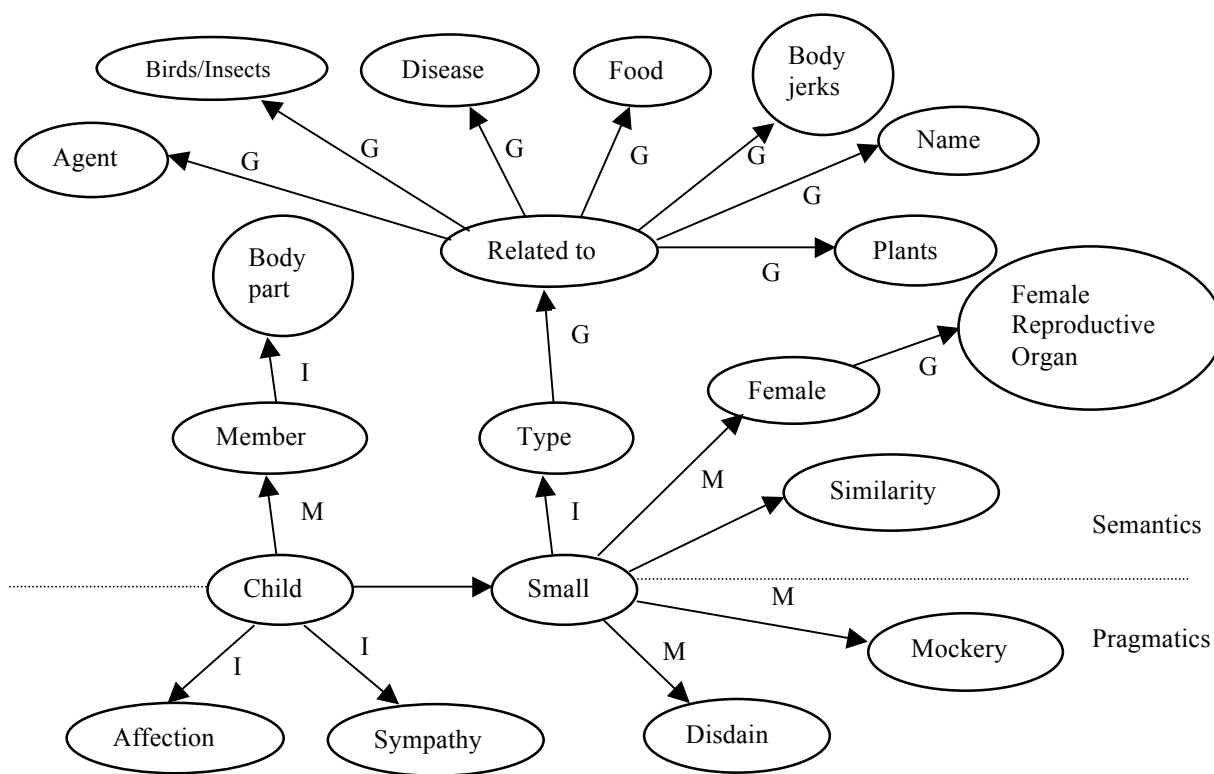 Birds/Insects
Disease
Food
Body
jerks
Agent
G
G
G
G
G
Name
G
Related to
Plants
G
Body
part
Female
Reproductive
Organ
G
I
Female
G
Member
Type
M
Similarity
M
I
Semantics
Child
Small
M
Pragmatics
I
I
M
Mockery
Affection
Sympathy
Disdain